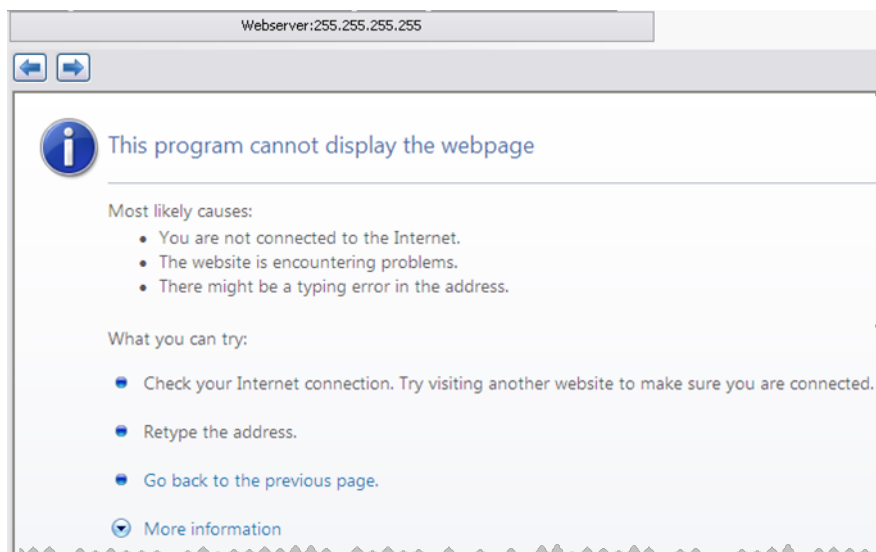 Webserver:255.255.255.255
This program cannot display the webpage
Most likely causes:
• You are not connected to the Internet.
• The website is encountering problems.
• There might be a typing error in the address.
What you can try:
Check your Internet connection. Try visiting another website to make sure you are connected.
Retype the address.
Go back to the previous page.
More information